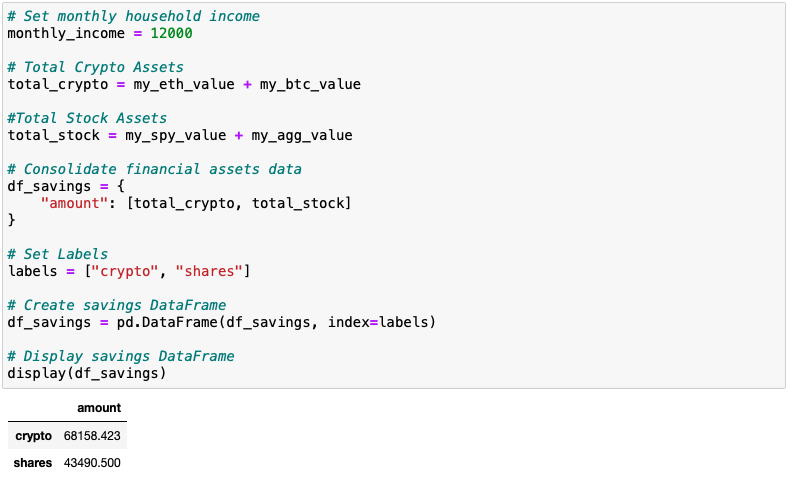 # Set monthly household income
monthly_income = 12000
# Total Crypto Assets
total_crypto = my_eth_value + my_btc_value
#Total Stock Assets
total_stock = my_spy_value + my_agg_value
# Consolidate financial assets data
df_savings = {
    "amount": [total_crypto, total_stock]
}
# Set Labels
labels = ["crypto", "shares"]
# Create savings DataFrame
df_savings = pd.DataFrame(df_savings, index=labels)
# Display savings DataFrame
display(df_savings)
amount
crypto 68158.423
shares 43490.500